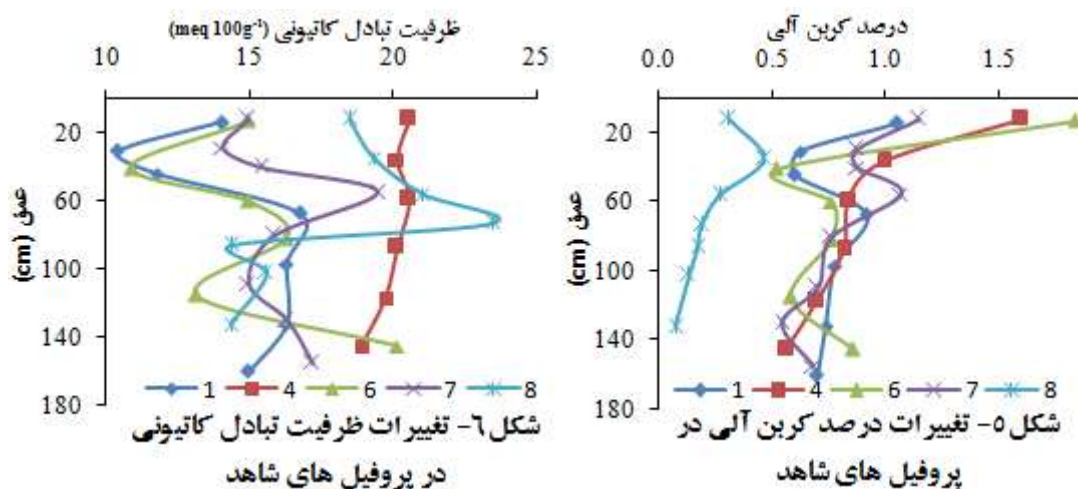 ظرفیت تبادل کاتیونی (meq 100g⁻¹)
10 15 20 25
عمق (cm)
20
60
100
140
180
1 4 6 7 8
شکل ٦- تغییرات ظرفیت تبادل کاتیونی
در پروفیل های شاهد
درصد کربن آلی
0.0 0.5 1.0 1.5
عمق (cm)
20
60
100
140
180
1 4 6 7 8
شکل ٥- تغییرات درصد کربن آلی در
پروفیل های شاهد